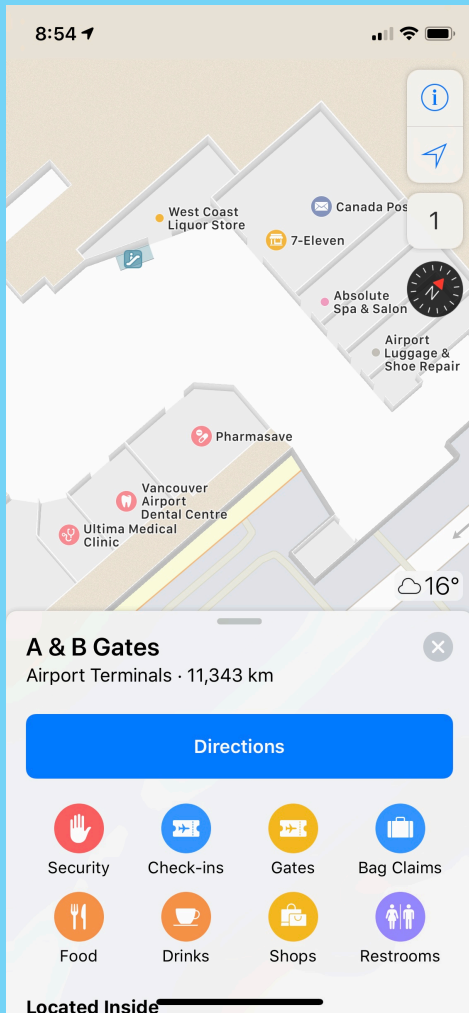 8:54
West Coast
Liquor Store
Canada Pos
1
7-Eleven
N
Absolute
Spa & Salon
Airport
Luggage &
Shoe Repair
Pharmasave
Vancouver
Airport
Dental Centre
Ultima Medical
Clinic
16°
A & B Gates
Airport Terminals · 11,343 km
Directions
Security
Check-ins
Gates
Bag Claims
Food
Drinks
Shops
Restrooms
Located Inside